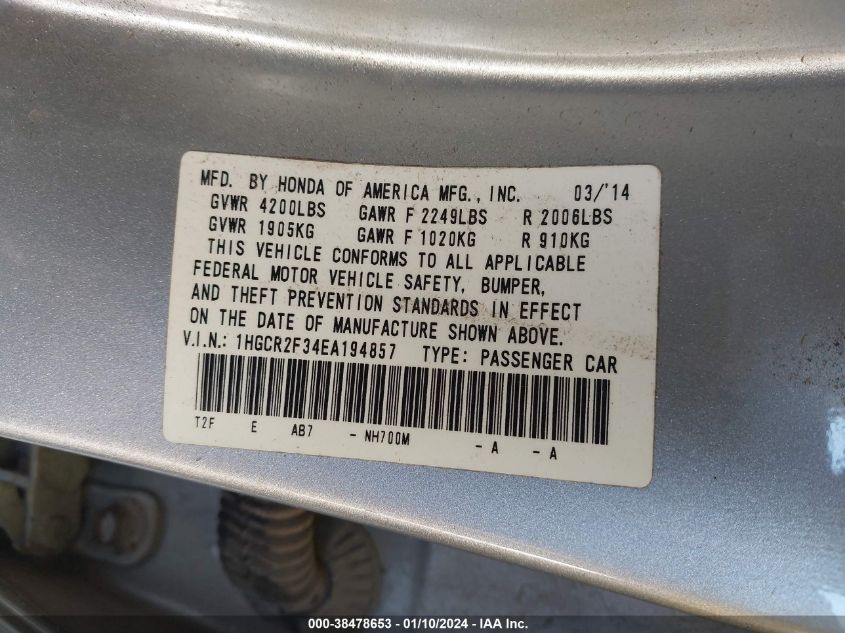 MFD. BY HONDA OF AMERICA MFG., INC. 03/'14
GVWR 4200LBS GAWR F 2249LBS R 2006LBS
GVWR 1905KG GAWR F 1020KG R 910KG
THIS VEHICLE CONFORMS TO ALL APPLICABLE
FEDERAL MOTOR VEHICLE SAFETY, BUMPER,
AND THEFT PREVENTION STANDARDS IN EFFECT
ON THE DATE OF MANUFACTURE SHOWN ABOVE.
V.I.N.: 1HGCR2F34EA194857 TYPE: PASSENGER CAR
T2F E AB7 - NH700M - A - A
000-38478653 - 01/10/2024 - IAA Inc.